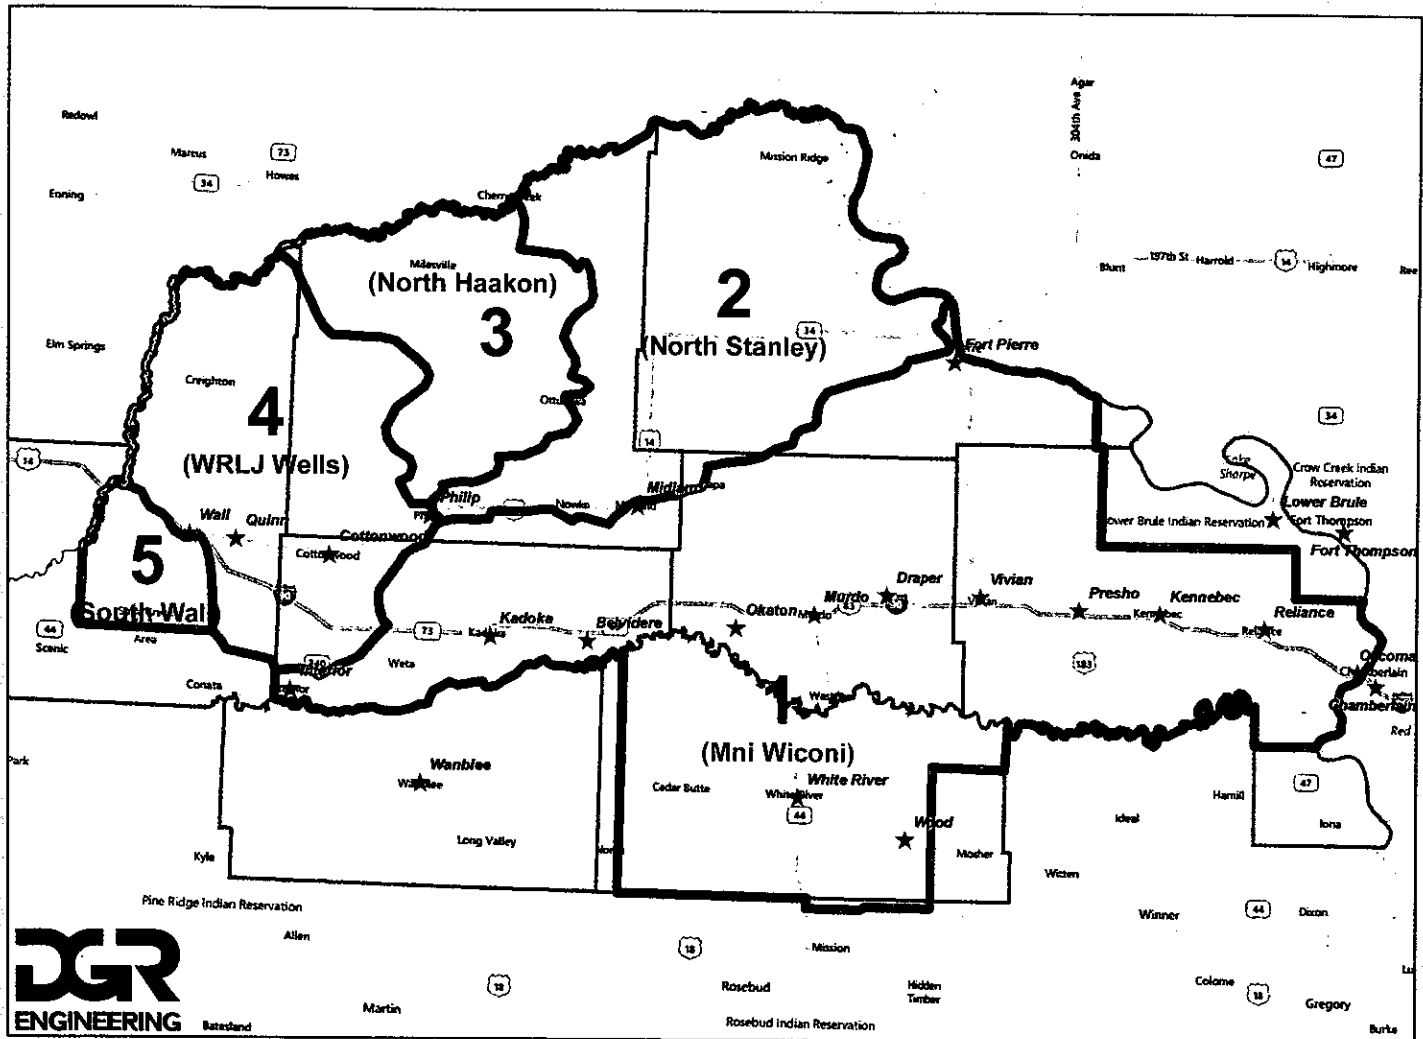 Agar
304th Ave
Redowl
Marcus
73
Howes
34
Mission Ridge
Onida
47
Enning
Milesville
(North Haakon)
3
2
(North Stanley)
34
Blunt
197th St
Harrold
14
Highmore
Ree
Elm Springs
Creighton
4
(WRLJ Wells)
Fort Pierre
14
14
34
Lake
Sharpe
Crow Creek Indian
Reservation
Lower Brule
Lower Brule Indian Reservation
Fort Thompson
Fort Thompson
Philip
Nowlin
Midland
Wall
Quinn
Cottonwood
Cottonwood
5
(South Wall)
44
Scenic
Area
73
Kadoka
Kadoka
Belvidere
Okaton
Murdo
83
Draper
Vivian
Vivian
Presho
Kennebec
Kennebec
Reliance
Reliance
Weta
Interior
Conata
183
Oacoma
Chamberlain
Chamberlain
Red
1
(Mni Wiconi)
Park
Wanblee
Wanblee
Cedar Butte
White River
White River
44
Wood
Mosher
Long Valley
Kyle
Hamill
47
Ideal
Iona
Witten
Pine Ridge Indian Reservation
Allen
18
Mission
Winner
44
Dixon
DGR
ENGINEERING
Batesland
Martin
18
Rosebud
Hidden
Timber
Colome
18
Gregory
Rosebud Indian Reservation
Burke